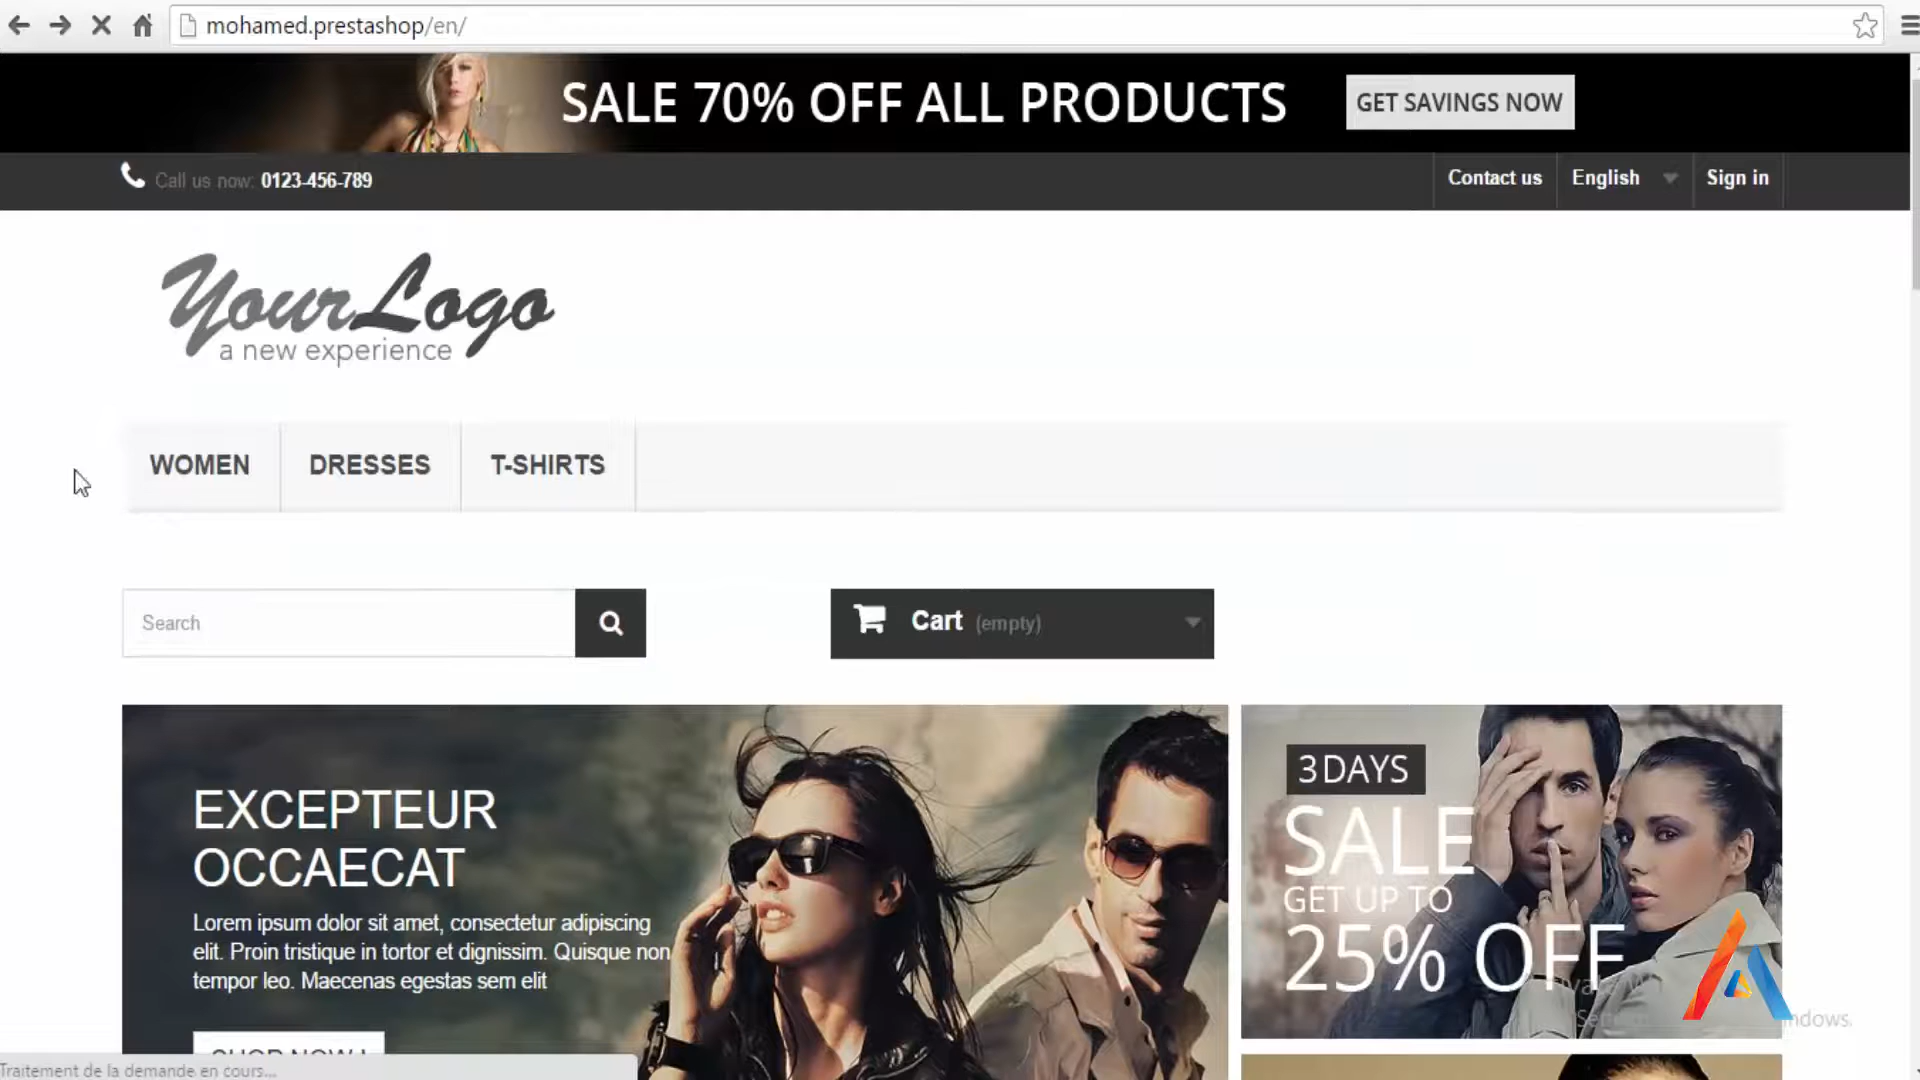 mohamed.prestashop/en/
SALE 70% OFF ALL PRODUCTS
GET SAVINGS NOW
Call us now: 0123-456-789
Contact us
English
Sign in
YourLogo
a new experience
WOMEN
DRESSES
T-SHIRTS
Search
Cart (empty)
EXCEPTEUR
OCCAECAT
Lorem ipsum dolor sit amet, consectetur adipiscing
elit. Proin tristique in tortor et dignissim. Quisque non
tempor leo. Maecenas egestas sem elit
SHOP NOW !
3 DAYS
SALE
GET UP TO
25% OFF
Traitement de la demande en cours...